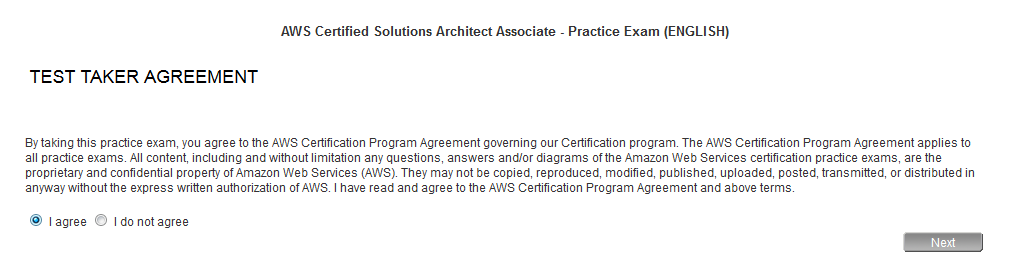 AWS Certified Solutions Architect Associate - Practice Exam (ENGLISH)
TEST TAKER AGREEMENT
By taking this practice exam, you agree to the AWS Certification Program Agreement governing our Certification program. The AWS Certification Program Agreement applies to
all practice exams. All content, including and without limitation any questions, answers and/or diagrams of the Amazon Web Services certification practice exams, are the
proprietary and confidential property of Amazon Web Services (AWS). They may not be copied, reproduced, modified, published, uploaded, posted, transmitted, or distributed in
anyway without the express written authorization of AWS. I have read and agree to the AWS Certification Program Agreement and above terms.
I agree I do not agree
Next